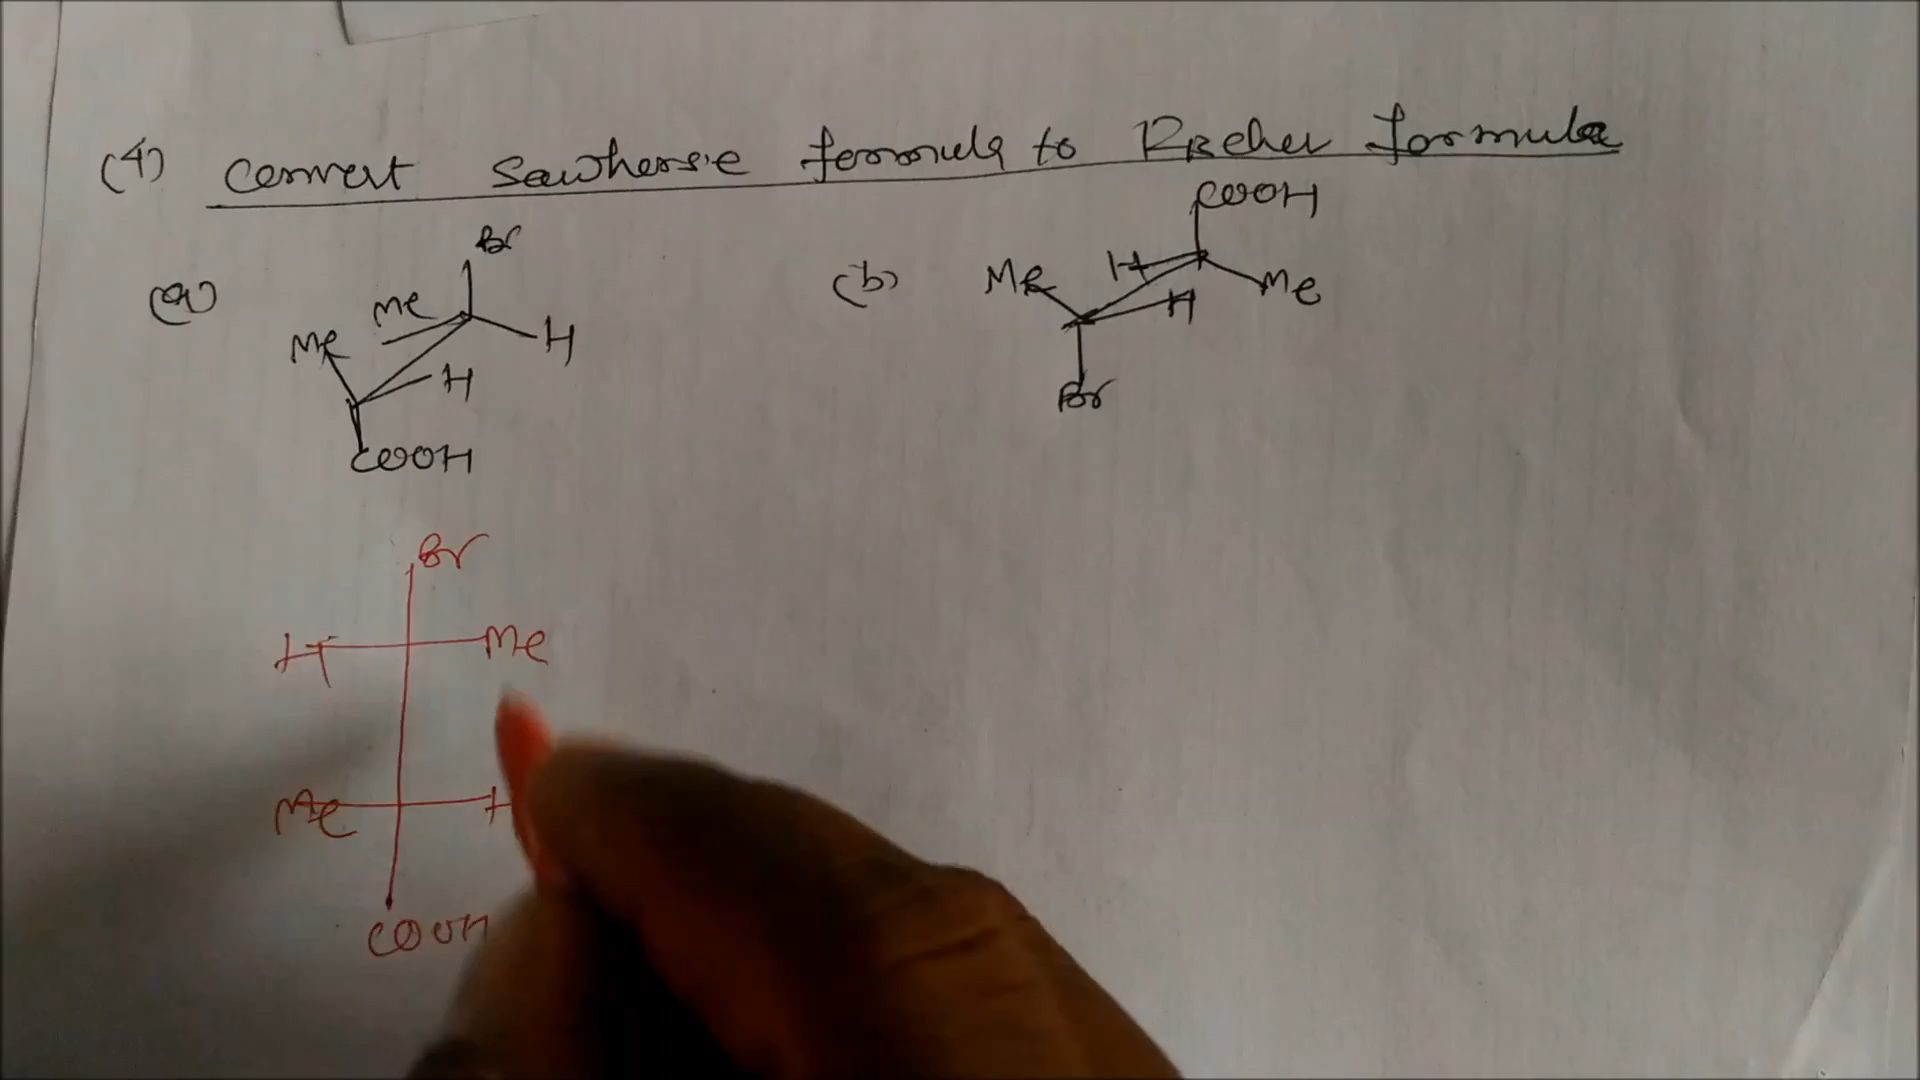 (4) Convert Sawhorse formula to Fischer formula
(a) Br Me H Me H COOH
(b) COOH H Me Me H Br
Br
H Me
Me H
COOH